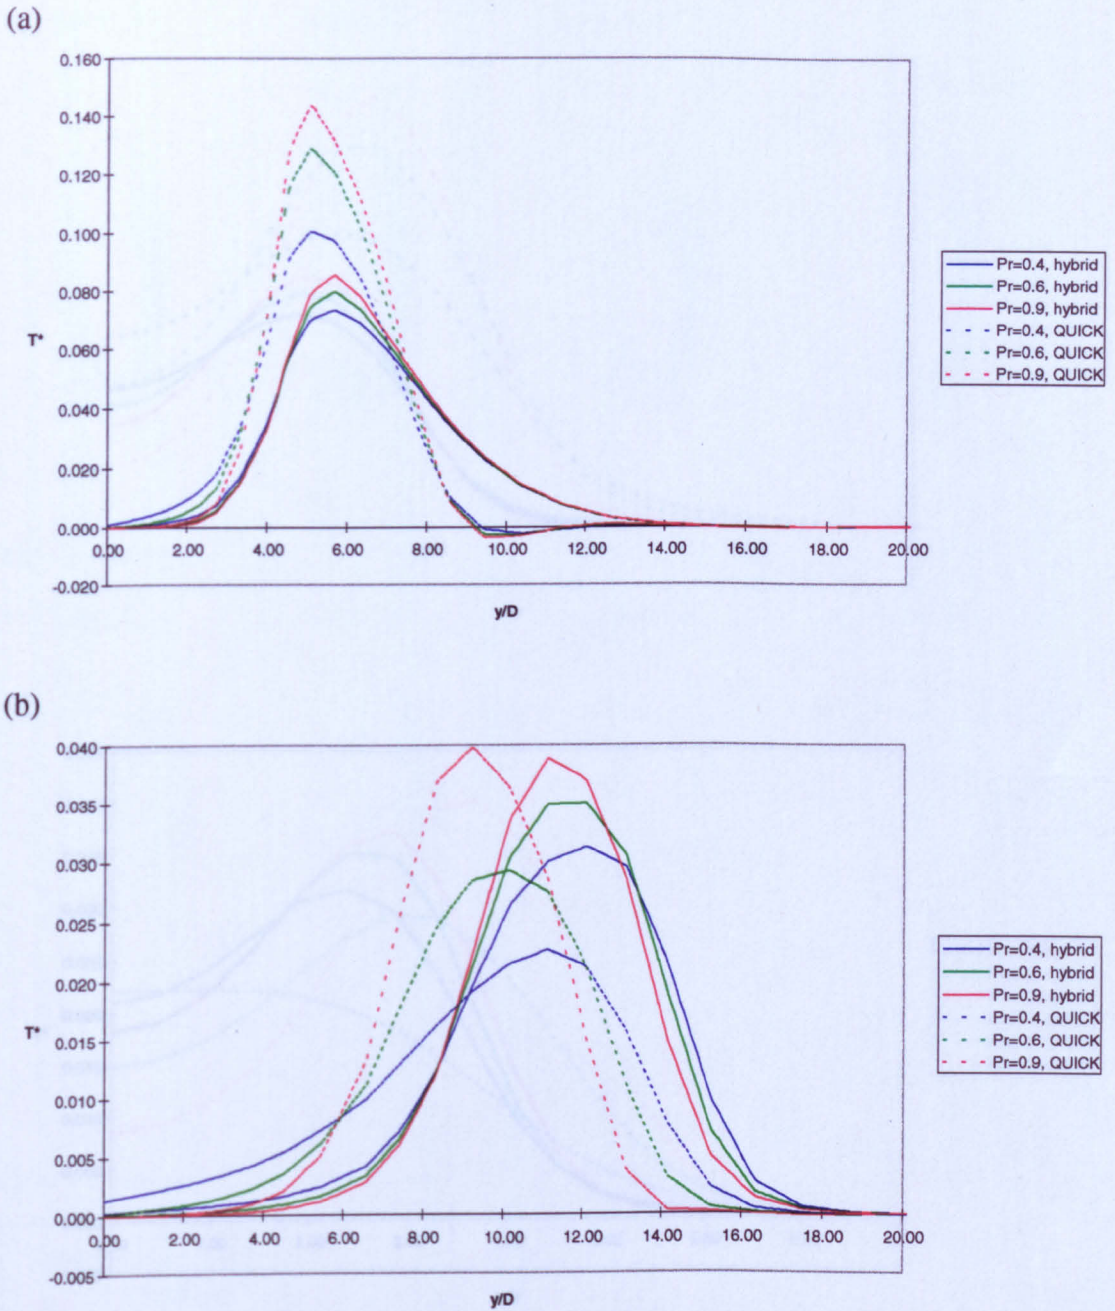 (a)
0.160
0.140
0.120
0.100
0.080
0.060
0.040
0.020
0.000
-0.020
T*
0.00 2.00 4.00 6.00 8.00 10.00 12.00 14.00 16.00 18.00 20.00
y/D
Pr=0.4, hybrid
Pr=0.6, hybrid
Pr=0.9, hybrid
Pr=0.4, QUICK
Pr=0.6, QUICK
Pr=0.9, QUICK
(b)
0.040
0.035
0.030
0.025
0.020
0.015
0.010
0.005
0.000
-0.005
T*
0.00 2.00 4.00 6.00 8.00 10.00 12.00 14.00 16.00 18.00 20.00
y/D
Pr=0.4, hybrid
Pr=0.6, hybrid
Pr=0.9, hybrid
Pr=0.4, QUICK
Pr=0.6, QUICK
Pr=0.9, QUICK